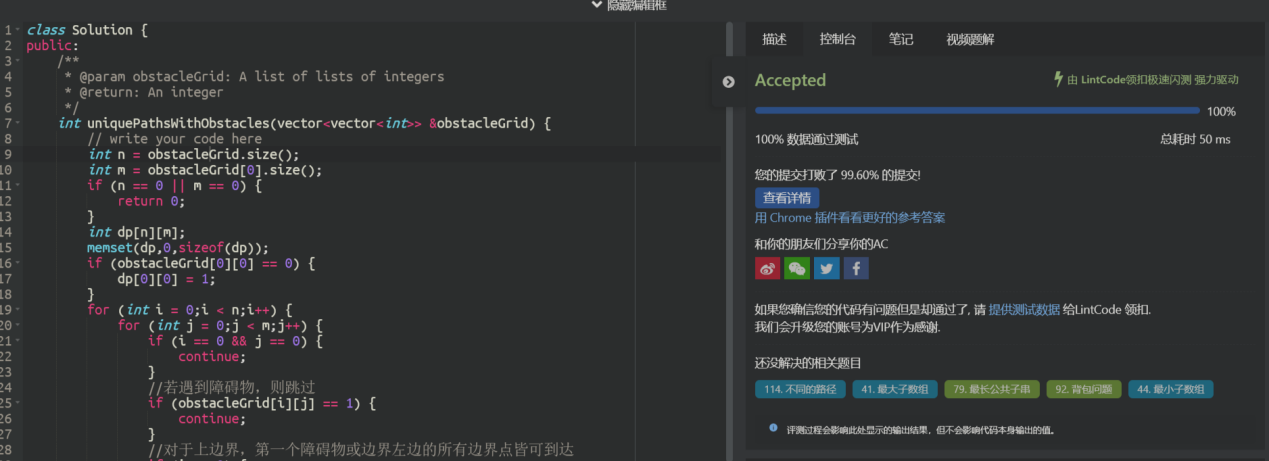 隐藏编辑框
1 class Solution {
2 public:
3 /**
4 * @param obstacleGrid: A list of lists of integers
5 * @return: An integer
6 */
7 int uniquePathsWithObstacles(vector<vector<int>> &obstacleGrid) {
8 // write your code here
9 int n = obstacleGrid.size();
10 int m = obstacleGrid[0].size();
11 if (n == 0 || m == 0) {
12 return 0;
13 }
14 int dp[n][m];
15 memset(dp,0,sizeof(dp));
16 if (obstacleGrid[0][0] == 0) {
17 dp[0][0] = 1;
18 }
19 for (int i = 0;i < n;i++) {
20 for (int j = 0;j < m;j++) {
21 if (i == 0 && j == 0) {
22 continue;
23 }
24 //若遇到障碍物，则跳过
25 if (obstacleGrid[i][j] == 1) {
26 continue;
27 }
28 //对于上边界，第一个障碍物或边界左边的所有边界点皆可到达
描述 控制台 笔记 视频题解
Accepted
由 LintCode领扣极速闪测 强力驱动
100%
100% 数据通过测试 总耗时 50 ms
您的提交打败了 99.60% 的提交!
查看详情
用 Chrome 插件看看更好的参考答案
和你的朋友们分享你的AC
如果您确信您的代码有问题但是却通过了, 请 提供测试数据 给LintCode 领扣.
我们会升级您的账号为VIP作为感谢.
还没解决的相关题目
114. 不同的路径 41. 最大子数组 79. 最长公共子串 92. 背包问题 44. 最小子数组
评测过程会影响此处显示的输出结果，但不会影响代码本身输出的值。